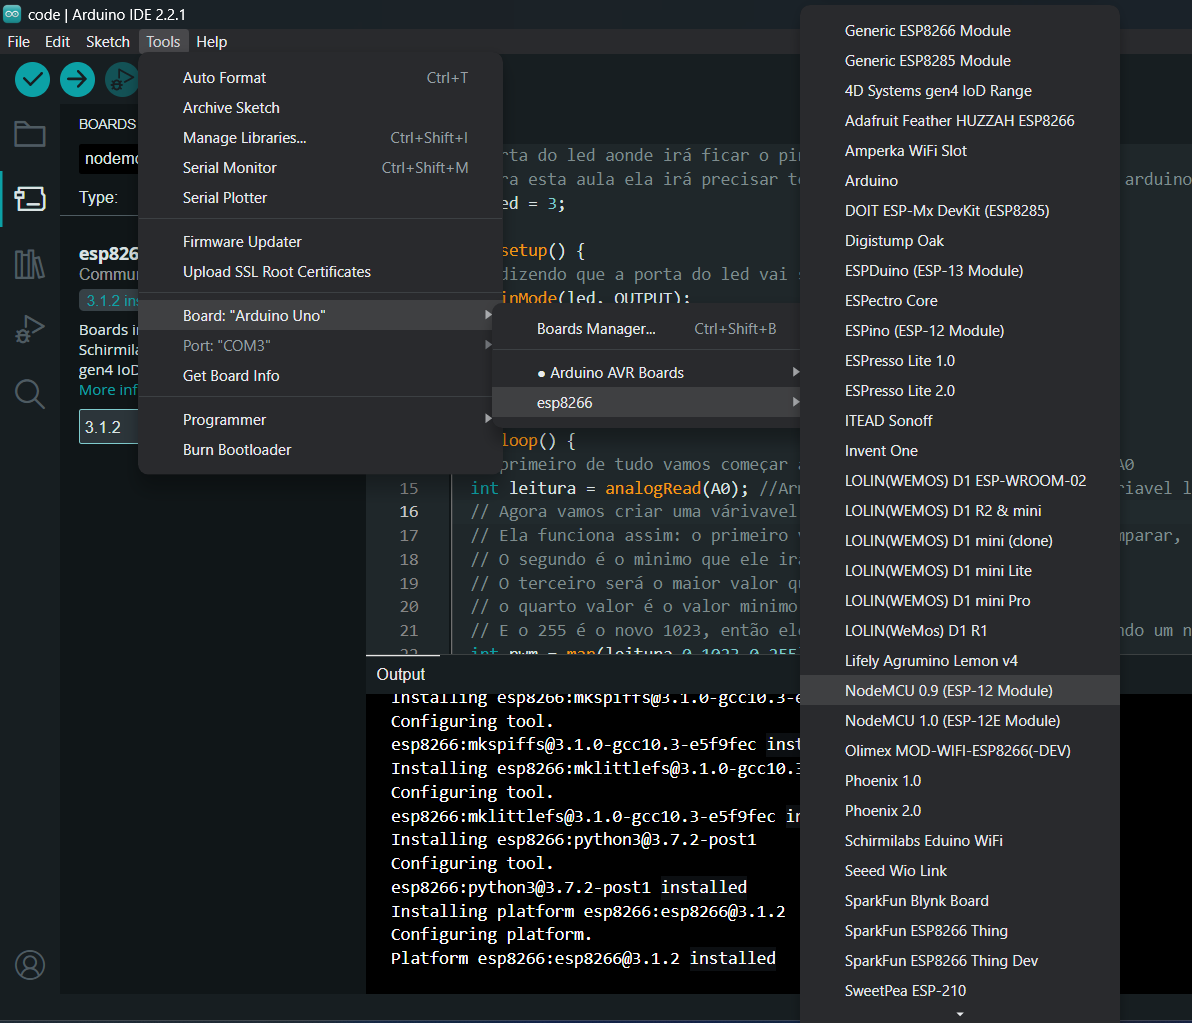 code | Arduino IDE 2.2.1
File Edit Sketch Tools Help
BOARDS
nodemc
Type:
esp826
Commun
3.1.2 ins
Boards in
Schirmila
gen4 IoD
More inf
3.1.2
Auto Format Ctrl+T
Archive Sketch
Manage Libraries... Ctrl+Shift+I
Serial Monitor Ctrl+Shift+M
Serial Plotter
Firmware Updater
Upload SSL Root Certificates
Board: "Arduino Uno"
Port: "COM3"
Get Board Info
Programmer
Burn Bootloader
Boards Manager... Ctrl+Shift+B
● Arduino AVR Boards
esp8266
Generic ESP8266 Module
Generic ESP8285 Module
4D Systems gen4 IoD Range
Adafruit Feather HUZZAH ESP8266
Amperka WiFi Slot
Arduino
DOIT ESP-Mx DevKit (ESP8285)
Digistump Oak
ESPDuino (ESP-13 Module)
ESPectro Core
ESPino (ESP-12 Module)
ESPresso Lite 1.0
ESPresso Lite 2.0
ITEAD Sonoff
Invent One
LOLIN(WEMOS) D1 ESP-WROOM-02
LOLIN(WEMOS) D1 R2 & mini
LOLIN(WEMOS) D1 mini (clone)
LOLIN(WEMOS) D1 mini Lite
LOLIN(WEMOS) D1 mini Pro
LOLIN(WeMos) D1 R1
Lifely Agrumino Lemon v4
NodeMCU 0.9 (ESP-12 Module)
NodeMCU 1.0 (ESP-12E Module)
Olimex MOD-WIFI-ESP8266(-DEV)
Phoenix 1.0
Phoenix 2.0
Schirmilabs Eduino WiFi
Seeed Wio Link
SparkFun Blynk Board
SparkFun ESP8266 Thing
SparkFun ESP8266 Thing Dev
SweetPea ESP-210
rta do led aonde irá ficar o pi
ra esta aula ela irá precisar t arduino
ed = 3;
setup() {
dizendo que a porta do led vai
inMode(led, OUTPUT);
loop() {
primeiro de tudo vamos começar a A0
15 int leitura = analogRead(A0); //Ar riavel l
16 // Agora vamos criar uma várivavel
17 // Ela funciona assim: o primeiro v mparar,
18 // O segundo é o minimo que ele ir
19 // O terceiro será o maior valor q
20 // o quarto valor é o valor minimo
21 // E o 255 é o novo 1023, então el ndo um n
22 int pwm = map(leitura,0,1023,0,255)
Output
Installing esp8266:mkspiffs@3.1.0-gcc10.3-e
Configuring tool.
esp8266:mkspiffs@3.1.0-gcc10.3-e5f9fec inst
Installing esp8266:mklittlefs@3.1.0-gcc10.3
Configuring tool.
esp8266:mklittlefs@3.1.0-gcc10.3-e5f9fec in
Installing esp8266:python3@3.7.2-post1
Configuring tool.
esp8266:python3@3.7.2-post1 installed
Installing platform esp8266:esp8266@3.1.2
Configuring platform.
Platform esp8266:esp8266@3.1.2 installed